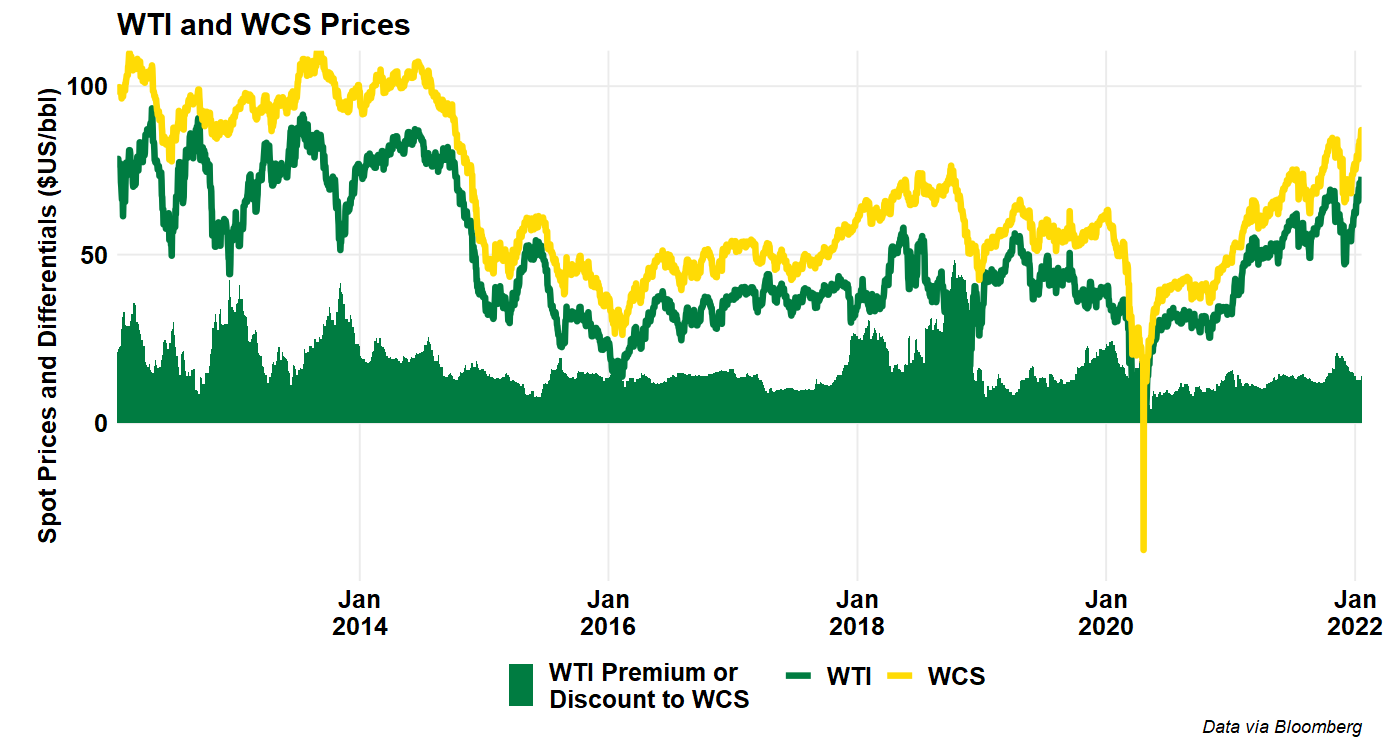 WTI and WCS Prices
Spot Prices and Differentials ($US/bbl)
100
50
0
Jan
2014
Jan
2016
Jan
2018
Jan
2020
Jan
2022
WTI Premium or
Discount to WCS
WTI
WCS
Data via Bloomberg